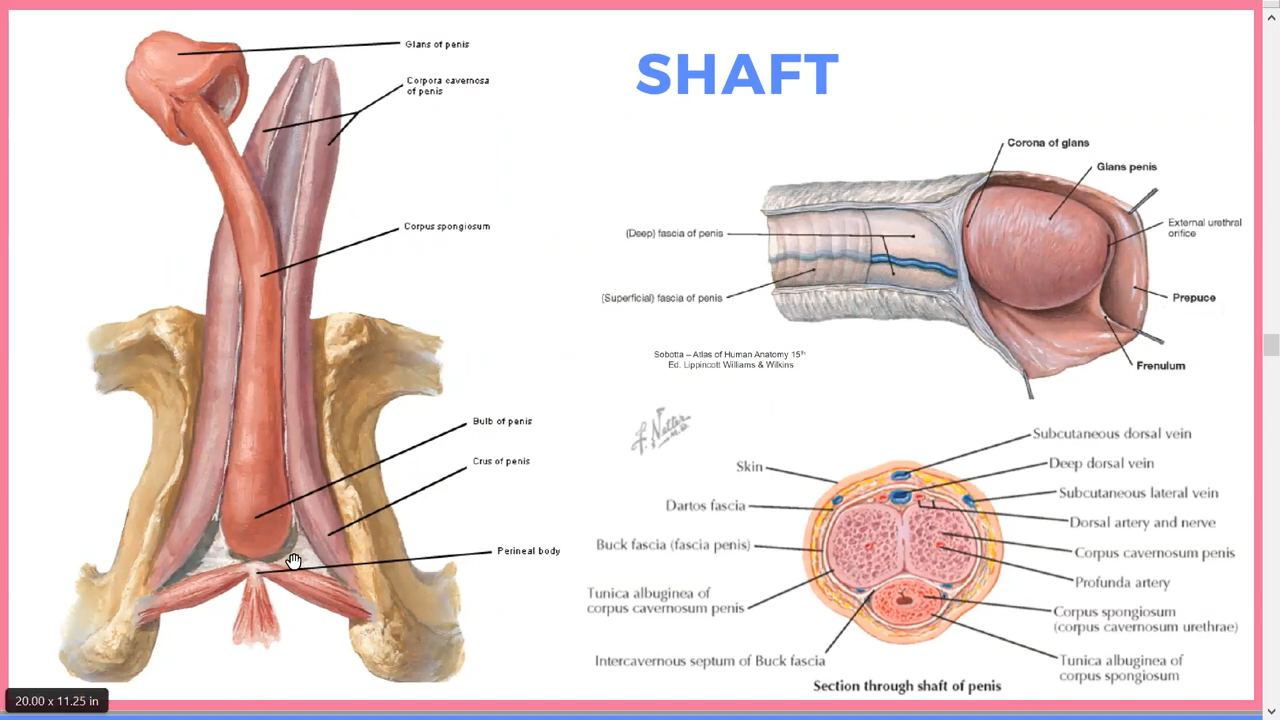 SHAFT
Glans of penis
Corpora cavernosa
of penis
Corpus spongiosum
Bulb of penis
Crus of penis
Perineal body
Corona of glans
Glans penis
External urethral
orifice
(Deep) fascia of penis
(Superficial) fascia of penis
Prepuce
Frenulum
Sobotta – Atlas of Human Anatomy 15th
Ed. Lippincott Williams & Wilkins
f. Netter
M.D.
Skin
Dartos fascia
Buck fascia (fascia penis)
Tunica albuginea of
corpus cavernosum penis
Intercavernous septum of Buck fascia
Subcutaneous dorsal vein
Deep dorsal vein
Subcutaneous lateral vein
Dorsal artery and nerve
Corpus cavernosum penis
Profunda artery
Corpus spongiosum
(corpus cavernosum urethrae)
Tunica albuginea of
corpus spongiosum
Section through shaft of penis
20.00 x 11.25 in